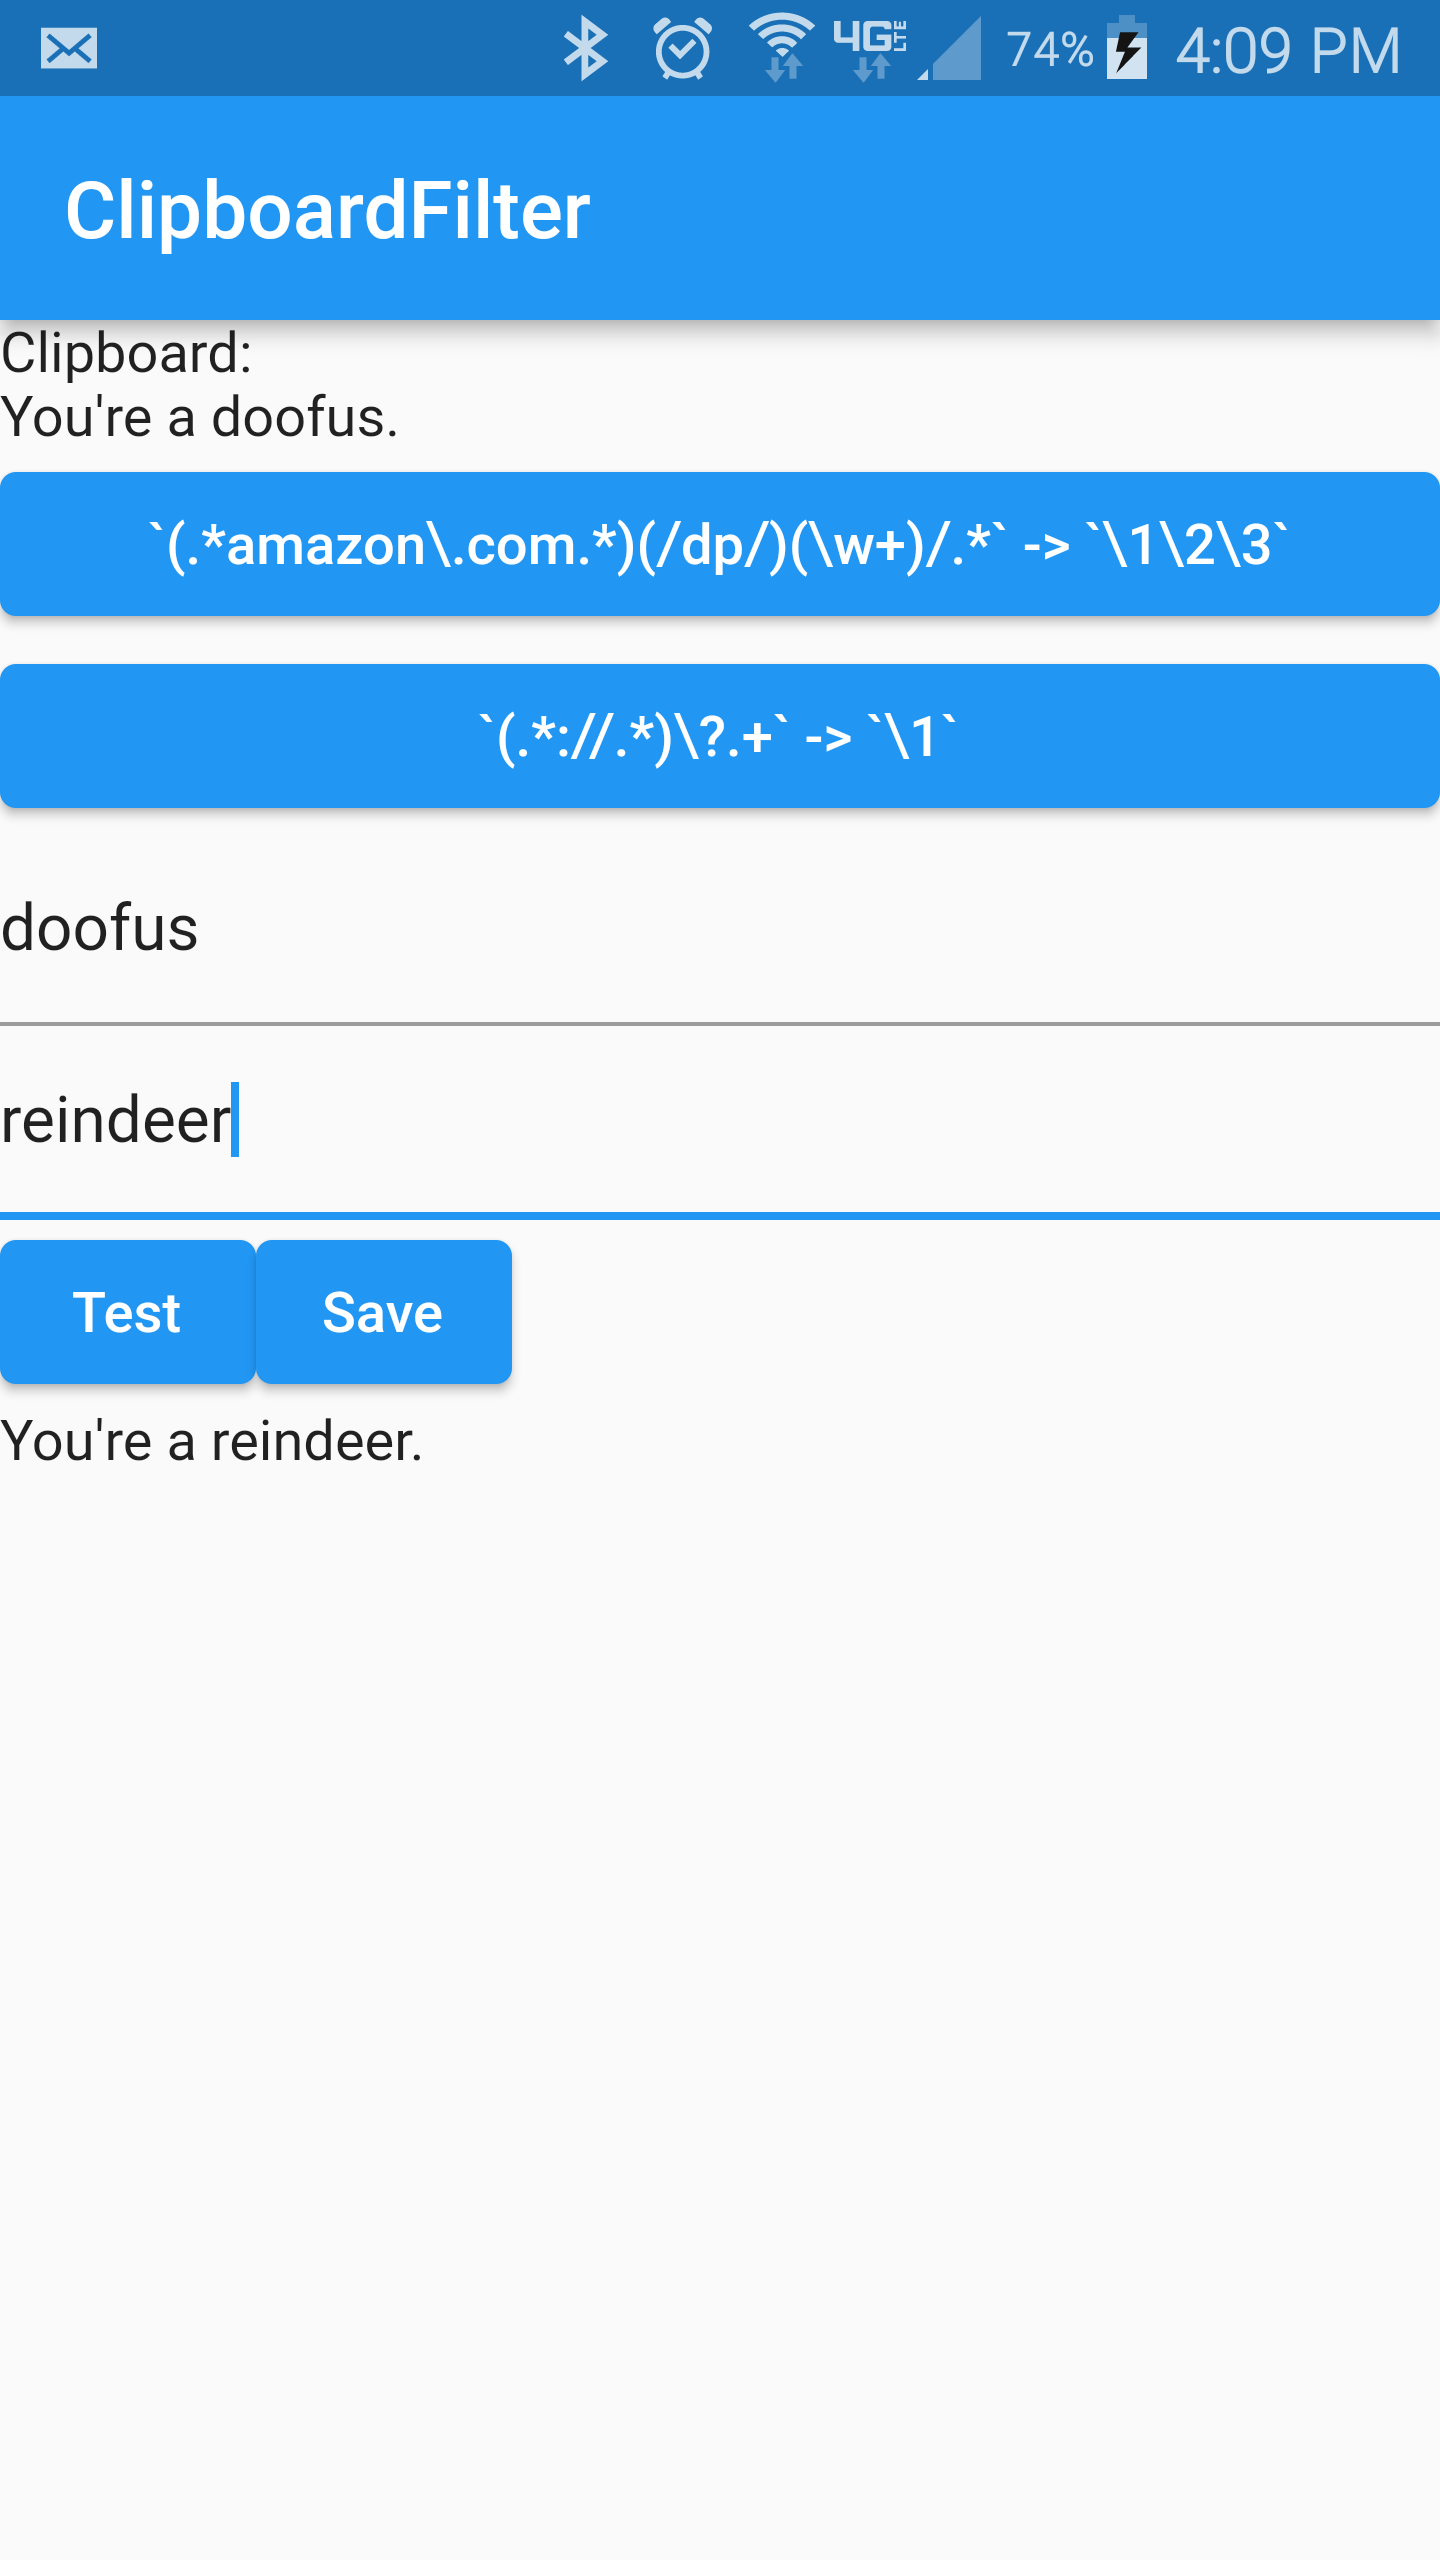 4G LTE 74% 4:09 PM
ClipboardFilter
Clipboard:
You're a doofus.
`(.*amazon\.com.*)(/dp/)(\w+)/.*` -> `\1\2\3`
`(.*://.*)\?.+` -> `\1`
doofus
reindeer
Test Save
You're a reindeer.